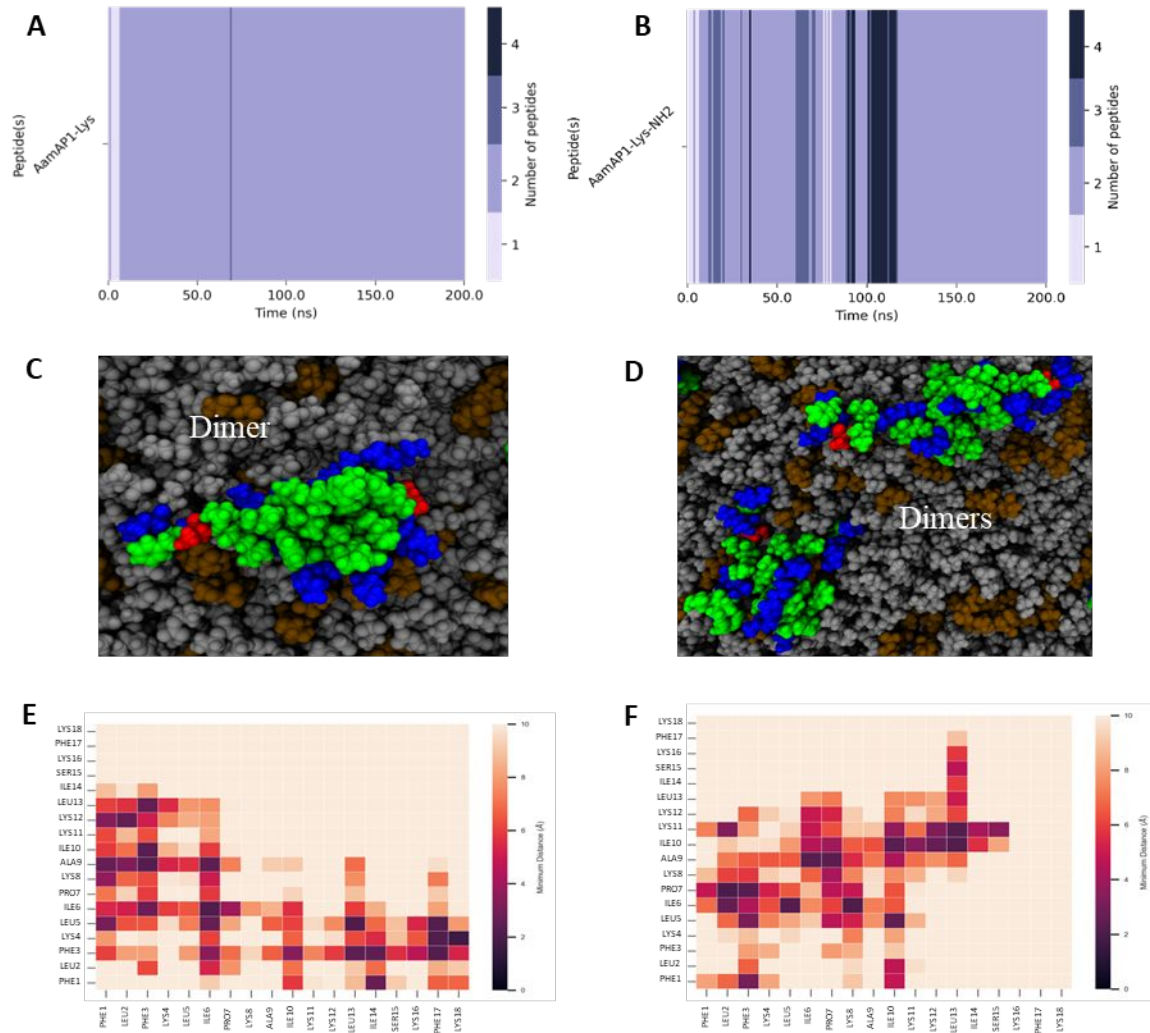 A
Peptide(s)
AamAP1-Lys
0.0 50.0 100.0 150.0 200.0
Time (ns)
4
3
2
1
Number of peptides
B
Peptide(s)
AamAP1-Lys-NH2
0.0 50.0 100.0 150.0 200.0
Time (ns)
4
3
2
1
Number of peptides
C
Dimer
D
Dimers
E
LYS18
PHE17
LYS16
SER15
ILE14
LEU13
LYS12
LYS11
ILE10
ALA9
LYS8
PRO7
ILE6
LEU5
LYS4
PHE3
LEU2
PHE1
PHE1 LEU2 PHE3 LYS4 LEU5 ILE6 PRO7 LYS8 ALA9 ILE10 LYS11 LYS12 LEU13 ILE14 SER15 LYS16 PHE17 LYS18
10
8
6
4
2
0
Minimum Distance (Å)
F
LYS18
PHE17
LYS16
SER15
ILE14
LEU13
LYS12
LYS11
ILE10
ALA9
LYS8
PRO7
ILE6
LEU5
LYS4
PHE3
LEU2
PHE1
PHE1 LEU2 PHE3 LYS4 LEU5 ILE6 PRO7 LYS8 ALA9 ILE10 LYS11 LYS12 LEU13 ILE14 SER15 LYS16 PHE17 LYS18
10
8
6
4
2
0
Minimum Distance (Å)